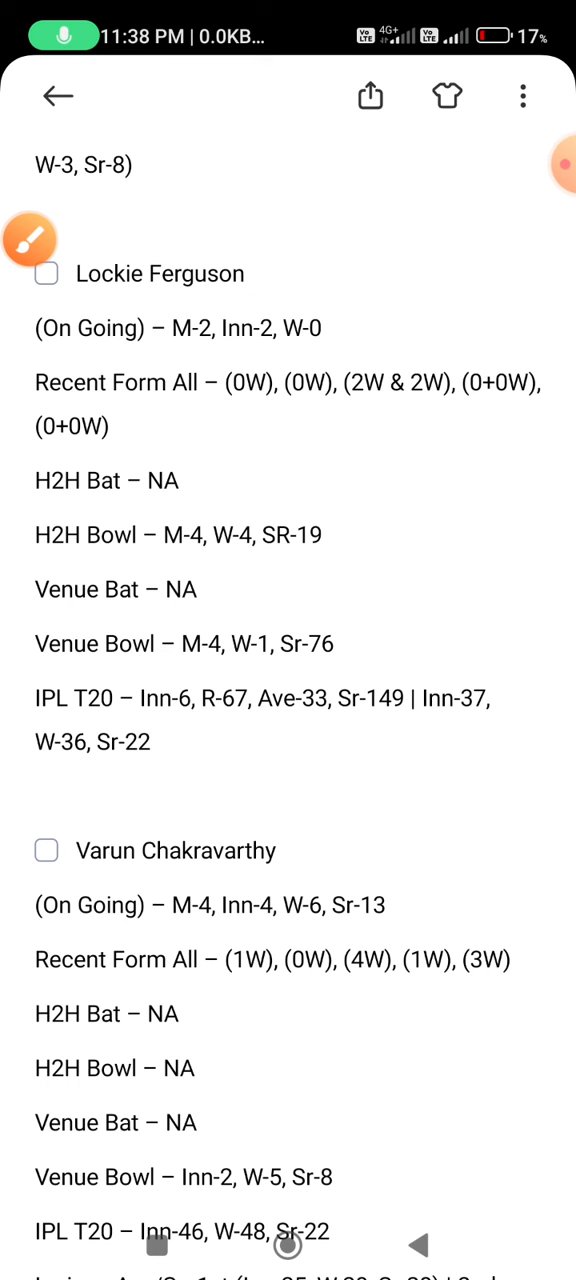 11:38 PM | 0.0KB...
Vo LTE 4G+ Vo LTE 17%
W-3, Sr-8)
Lockie Ferguson
(On Going) – M-2, Inn-2, W-0
Recent Form All – (0W), (0W), (2W & 2W), (0+0W),
(0+0W)
H2H Bat – NA
H2H Bowl – M-4, W-4, SR-19
Venue Bat – NA
Venue Bowl – M-4, W-1, Sr-76
IPL T20 – Inn-6, R-67, Ave-33, Sr-149 | Inn-37,
W-36, Sr-22
Varun Chakravarthy
(On Going) – M-4, Inn-4, W-6, Sr-13
Recent Form All – (1W), (0W), (4W), (1W), (3W)
H2H Bat – NA
H2H Bowl – NA
Venue Bat – NA
Venue Bowl – Inn-2, W-5, Sr-8
IPL T20 – Inn-46, W-48, Sr-22